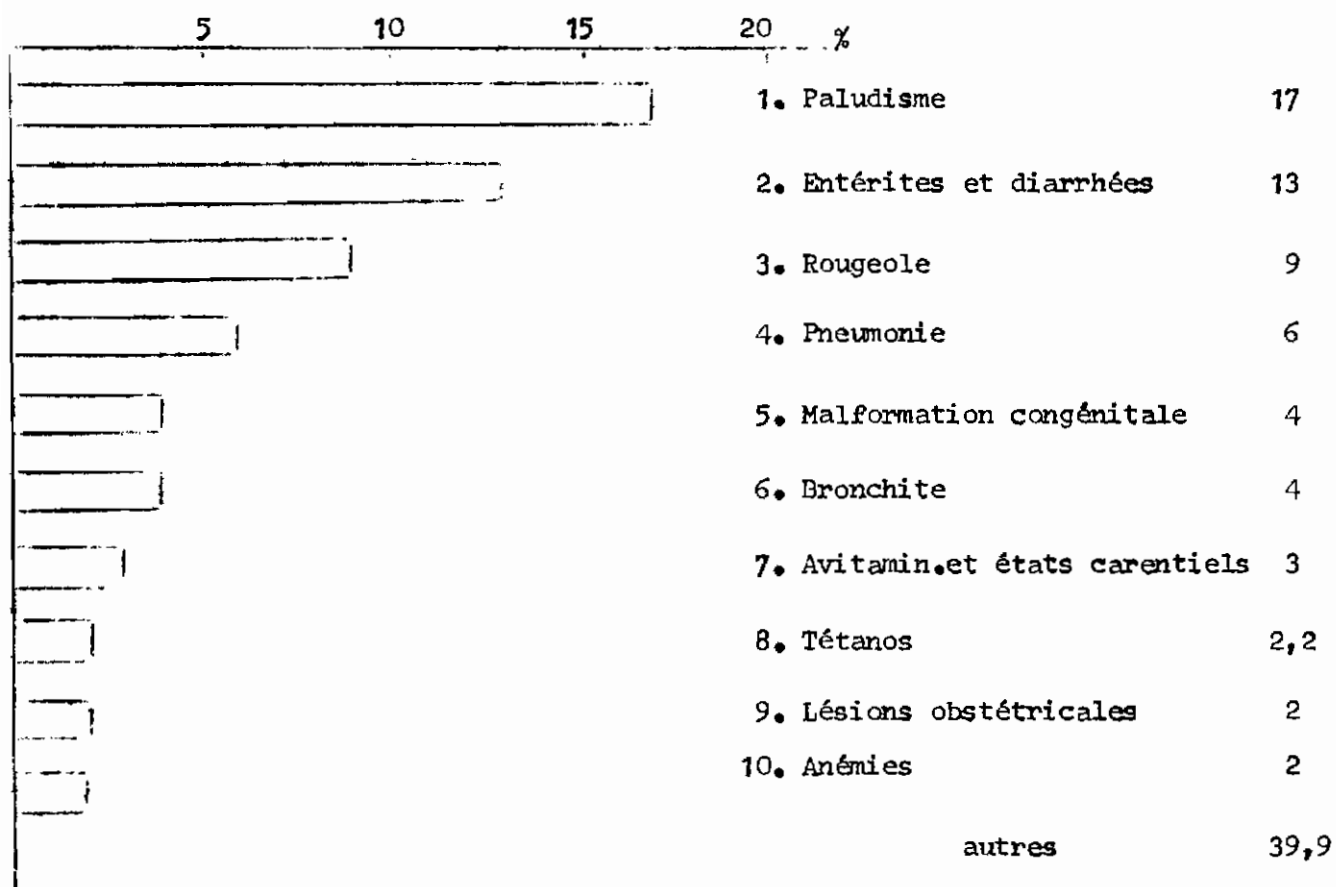 5 10 15 20 %
1. Paludisme 17
2. Entérites et diarrhées 13
3. Rougeole 9
4. Pneumonie 6
5. Malformation congénitale 4
6. Bronchite 4
7. Avitamin.et états carentiels 3
8. Tétanos 2,2
9. Lésions obstétricales 2
10. Anémies 2
autres 39,9